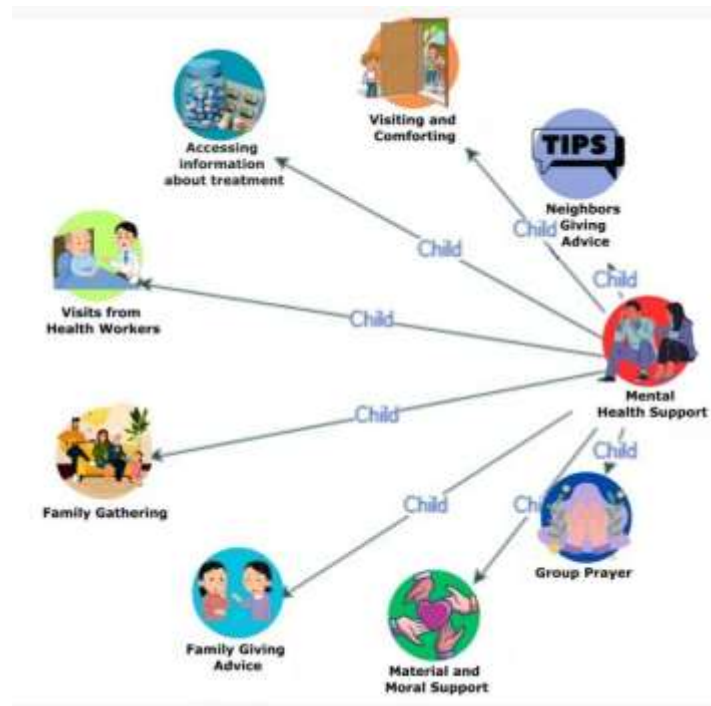 Visiting and
Comforting
TIPS
Accessing
information
about treatment
Neighbors
Giving
Advice
Child
Child
Child
Visits from
Health Workers
Child
Mental
Health Support
Child
Child
Family Gathering
Child
Chi
Group Prayer
Family Giving
Advice
Material and
Moral Support